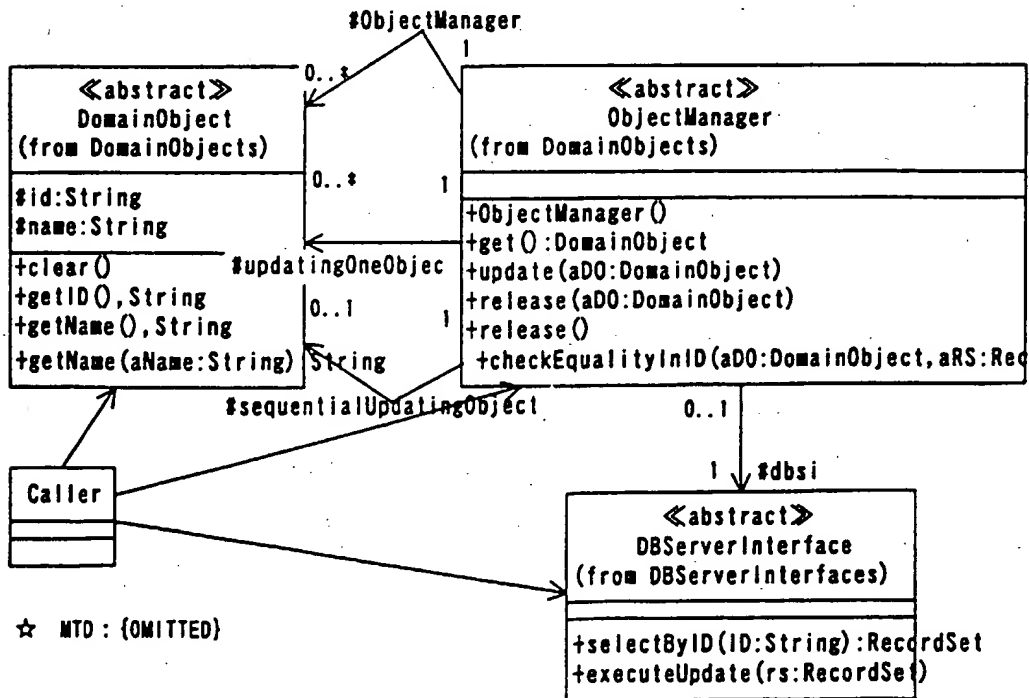 #ObjectManager
1
0..*
≪abstract≫
DomainObject
(from DomainObjects)
#id:String
#name:String
+clear()
+getID(),String
+getName(),String
+getName(aName:String) String
≪abstract≫
ObjectManager
(from DomainObjects)
+ObjectManager()
+get():DomainObject
+update(aDO:DomainObject)
+release(aDO:DomainObject)
+release()
+checkEqualityInID(aDO:DomainObject,aRS:Rec
0..*
1
#updatingOneObjec
0..1
1
#sequentialUpdatingObject
0..1
1
#dbsi
Caller
≪abstract≫
DBServerInterface
(from DBServerInterfaces)
+selectByID(ID:String):RecordSet
+executeUpdate(rs:RecordSet)
☆ MTD : {OMITTED}